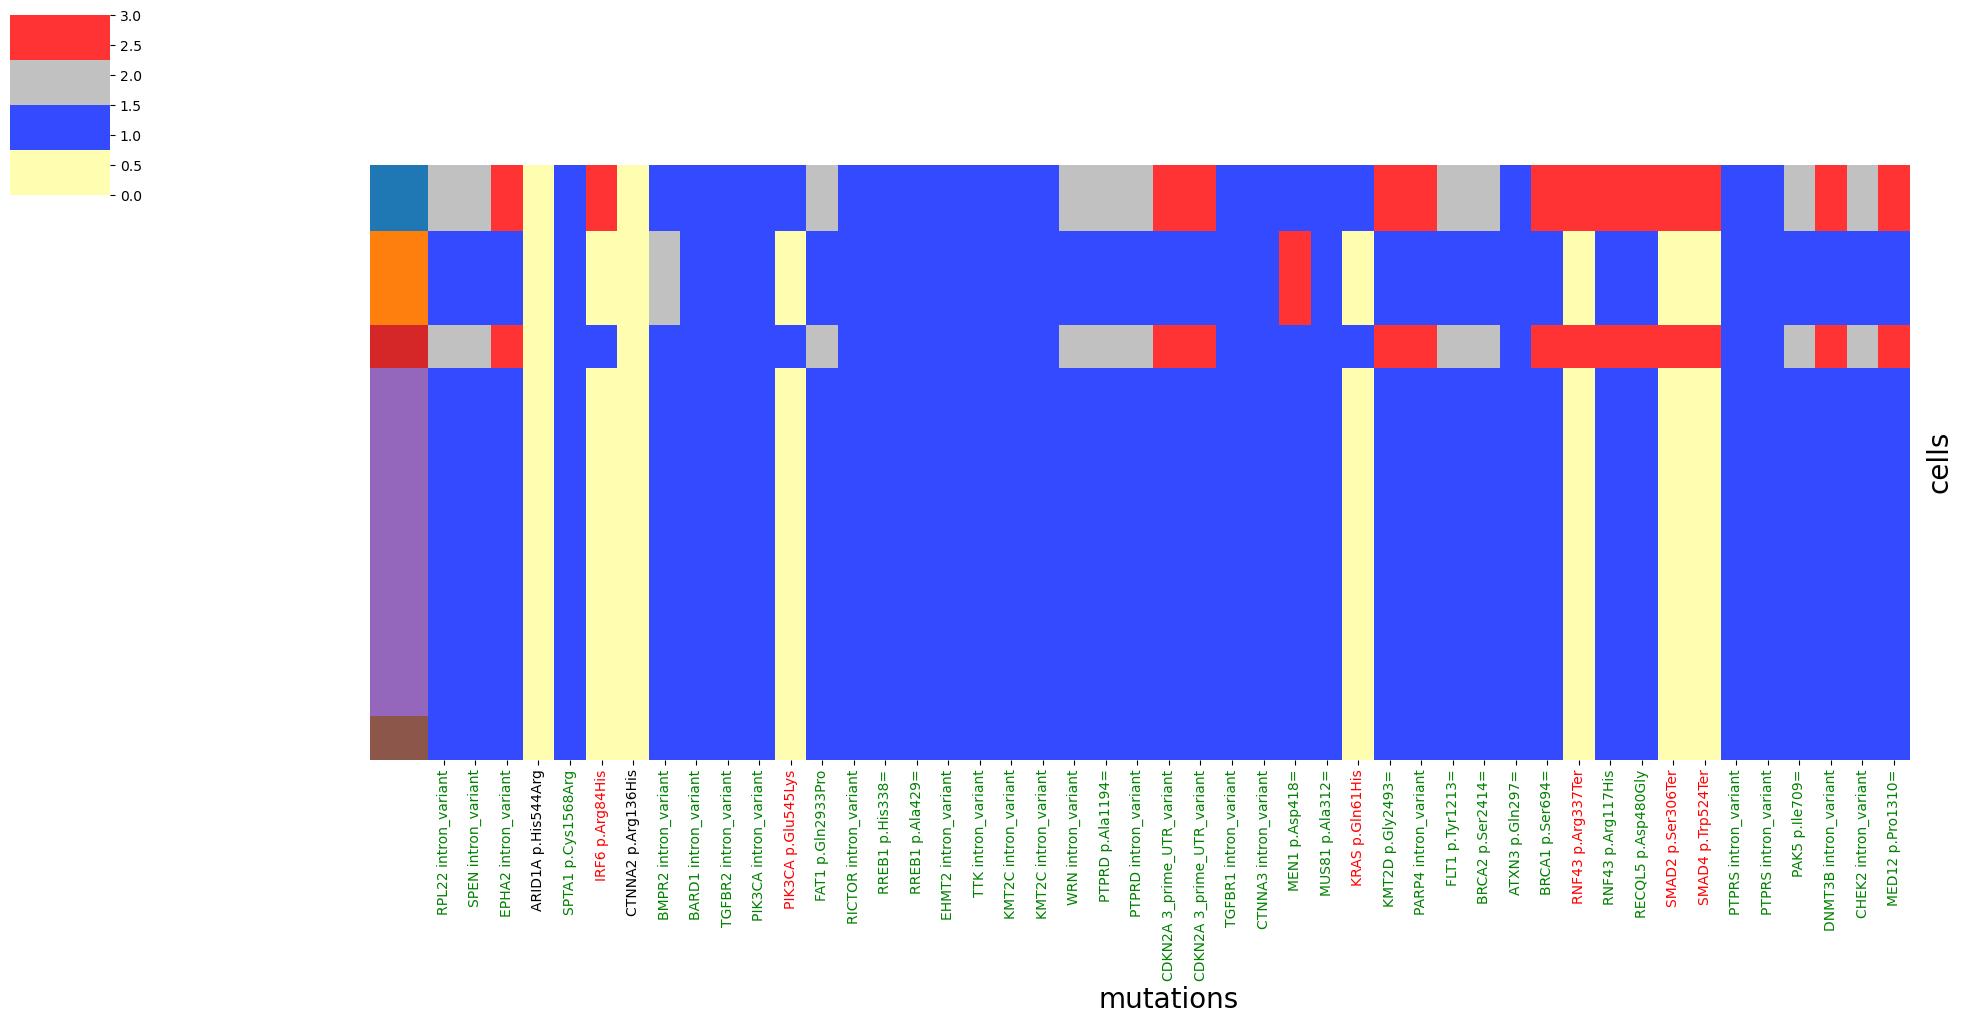 3.0
2.5
2.0
1.5
1.0
0.5
0.0
cells
RPL22 intron_variant
SPEN intron_variant
EPHA2 intron_variant
ARID1A p.His544Arg
SPTA1 p.Cys1568Arg
IRF6 p.Arg84His
CTNNA2 p.Arg136His
BMPR2 intron_variant
BARD1 intron_variant
TGFBR2 intron_variant
PIK3CA intron_variant
PIK3CA p.Glu545Lys
FAT1 p.Gln2933Pro
RICTOR intron_variant
RREB1 p.His338=
RREB1 p.Ala429=
EHMT2 intron_variant
TTK intron_variant
KMT2C intron_variant
KMT2C intron_variant
WRN intron_variant
PTPRD p.Ala1194=
PTPRD intron_variant
CDKN2A 3_prime_UTR_variant
CDKN2A 3_prime_UTR_variant
TGFBR1 intron_variant
CTNNA3 intron_variant
MEN1 p.Asp418=
MUS81 p.Ala312=
KRAS p.Gln61His
KMT2D p.Gly2493=
PARP4 intron_variant
FLT1 p.Tyr1213=
BRCA2 p.Ser2414=
ATXN3 p.Gln297=
BRCA1 p.Ser694=
RNF43 p.Arg337Ter
RNF43 p.Arg117His
RECQL5 p.Asp480Gly
SMAD2 p.Ser306Ter
SMAD4 p.Trp524Ter
PTPRS intron_variant
PTPRS intron_variant
PAK5 p.Ile709=
DNMT3B intron_variant
CHEK2 intron_variant
MED12 p.Pro1310=
mutations